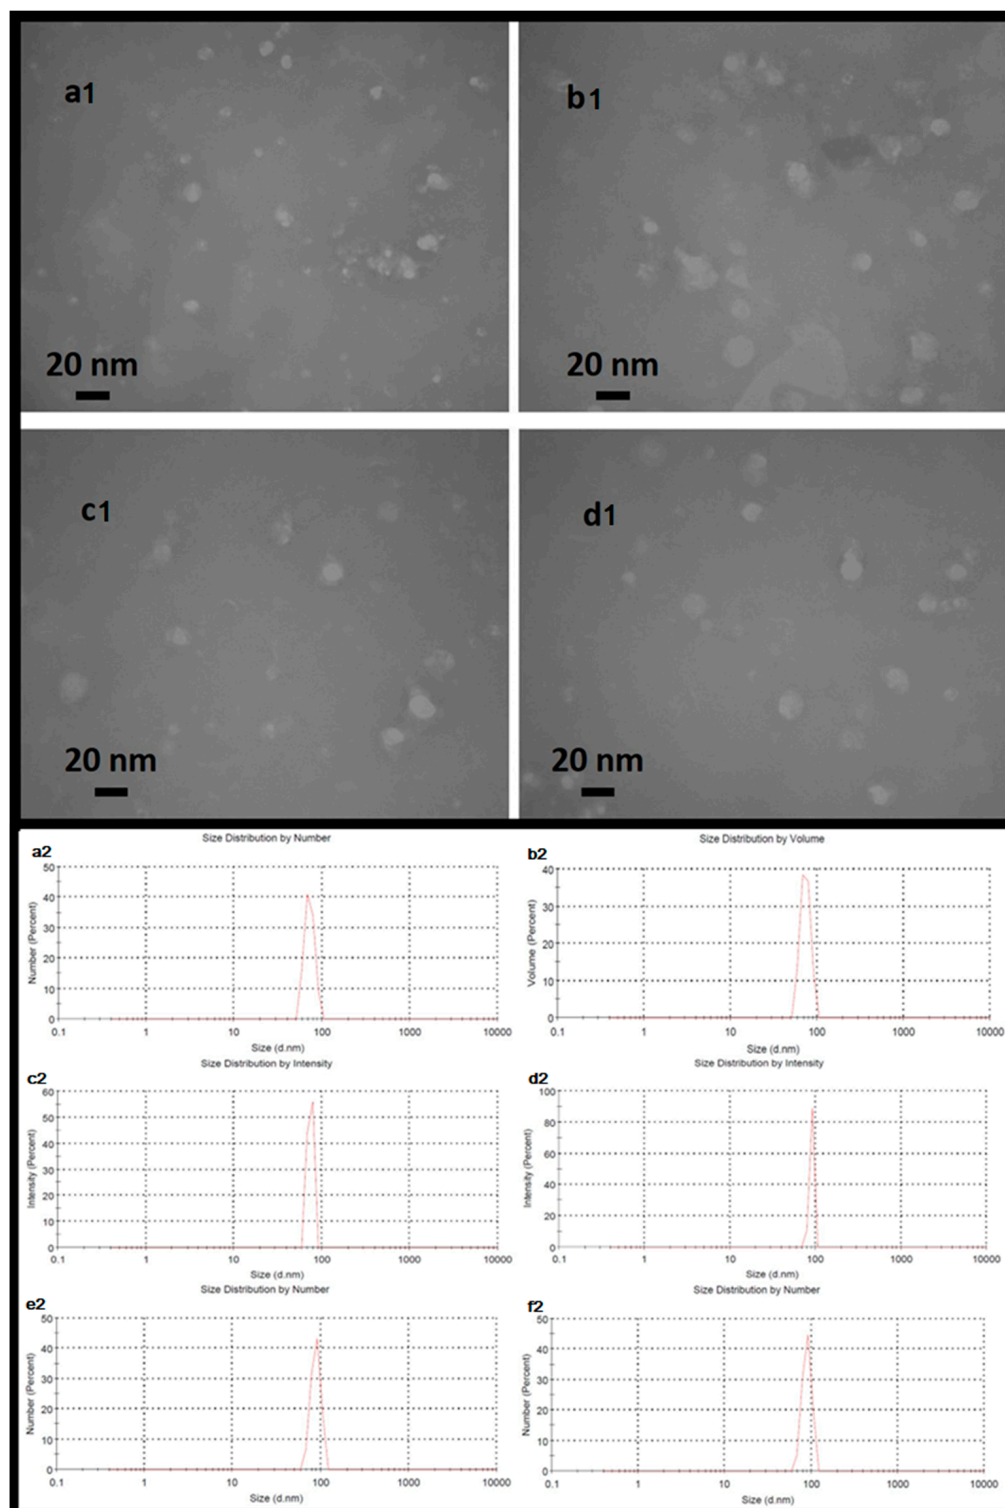 a1
b1
20 nm
20 nm
c1
d1
20 nm
20 nm
Size Distribution by Number
a2
50
40
30
20
10
0
Number (Percent)
0.1 1 10 100 1000 10000
Size (d.nm)
Size Distribution by Volume
b2
40
30
20
10
0
Volume (Percent)
0.1 1 10 100 1000 10000
Size (d.nm)
Size Distribution by Intensity
c2
60
50
40
30
20
10
0
Intensity (Percent)
0.1 1 10 100 1000 10000
Size (d.nm)
Size Distribution by Intensity
d2
100
80
60
40
20
0
Intensity (Percent)
0.1 1 10 100 1000 10000
Size (d.nm)
Size Distribution by Number
e2
50
40
30
20
10
0
Number (Percent)
0.1 1 10 100 1000 10000
Size (d.nm)
Size Distribution by Number
f2
50
40
30
20
10
0
Number (Percent)
0.1 1 10 100 1000 10000
Size (d.nm)